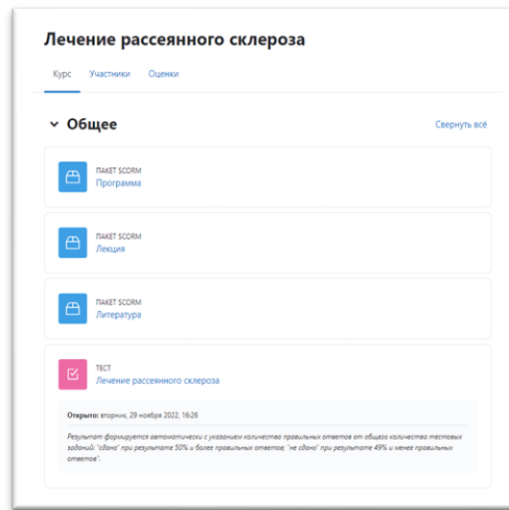 Лечение рассеянного склероза
Курс Участники Оценки
Общее Свернуть всё
ПАКЕТ SCORM
Программа
ПАКЕТ SCORM
Лекция
ПАКЕТ SCORM
Литература
ТЕСТ
Лечение рассеянного склероза
Открыто: вторник, 29 ноября 2022, 16:26
Результат формируется автоматически с указанием количества правильных ответов от общего количества тестовых
заданий: "сдано" при результате 50% и более правильных ответов; "не сдано" при результате 49% и менее правильных
ответов".